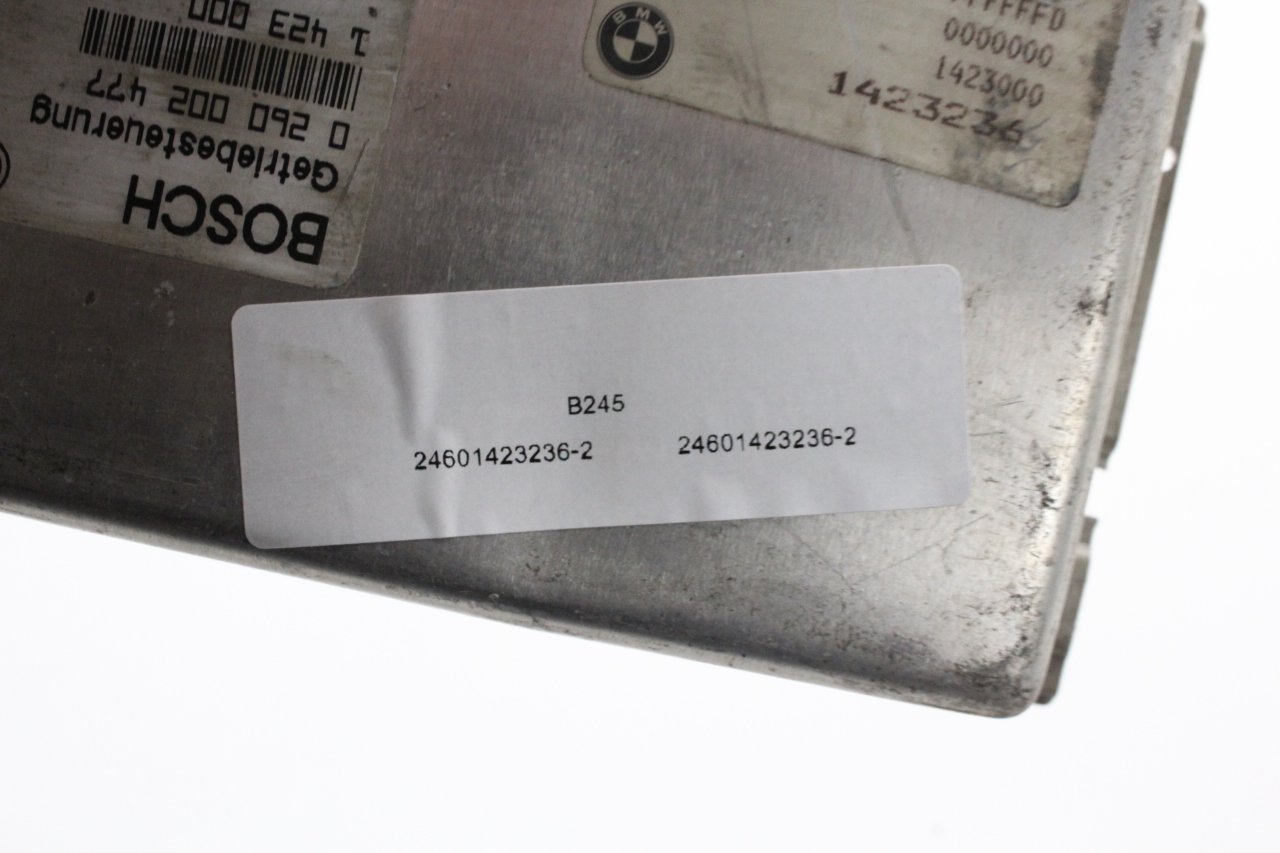 BOSCH
Getriebesteuerung
0 260 002 477
1 423 000
BMW
0000000
1423000
1423236
B245
24601423236-2 24601423236-2